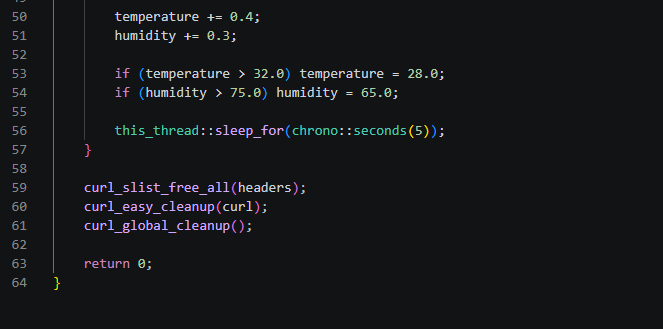 50 temperature += 0.4;
51 humidity += 0.3;
52
53 if (temperature > 32.0) temperature = 28.0;
54 if (humidity > 75.0) humidity = 65.0;
55
56 this_thread::sleep_for(chrono::seconds(5));
57 }
58
59 curl_slist_free_all(headers);
60 curl_easy_cleanup(curl);
61 curl_global_cleanup();
62
63 return 0;
64 }